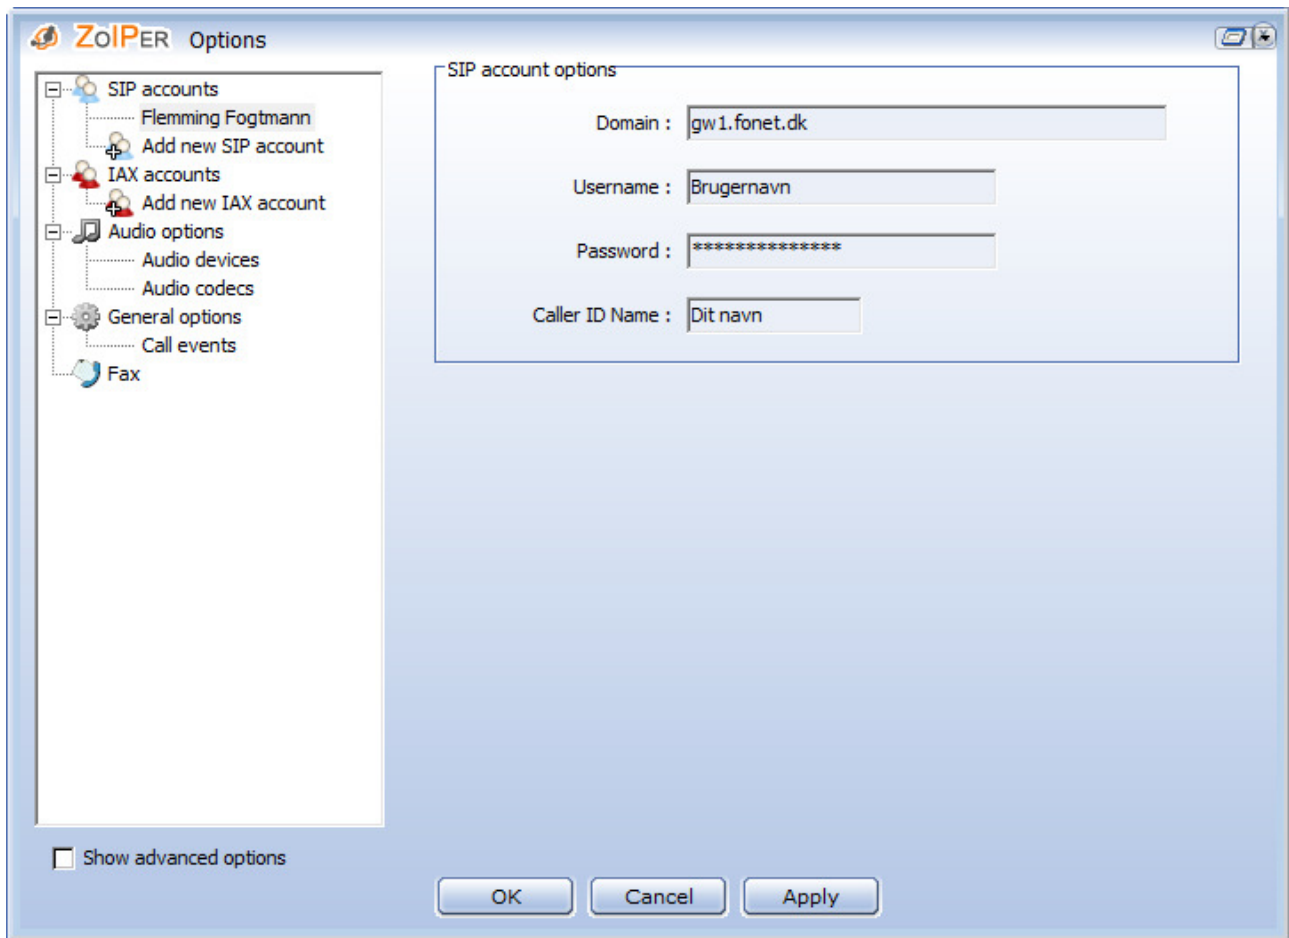 ZoIPER Options
SIP accounts
Flemming Fogtmann
Add new SIP account
IAX accounts
Add new IAX account
Audio options
Audio devices
Audio codecs
General options
Call events
Fax
Show advanced options
SIP account options
Domain : gw1.fonet.dk
Username : Brugernavn
Password : **************
Caller ID Name : Dit navn
OK Cancel Apply